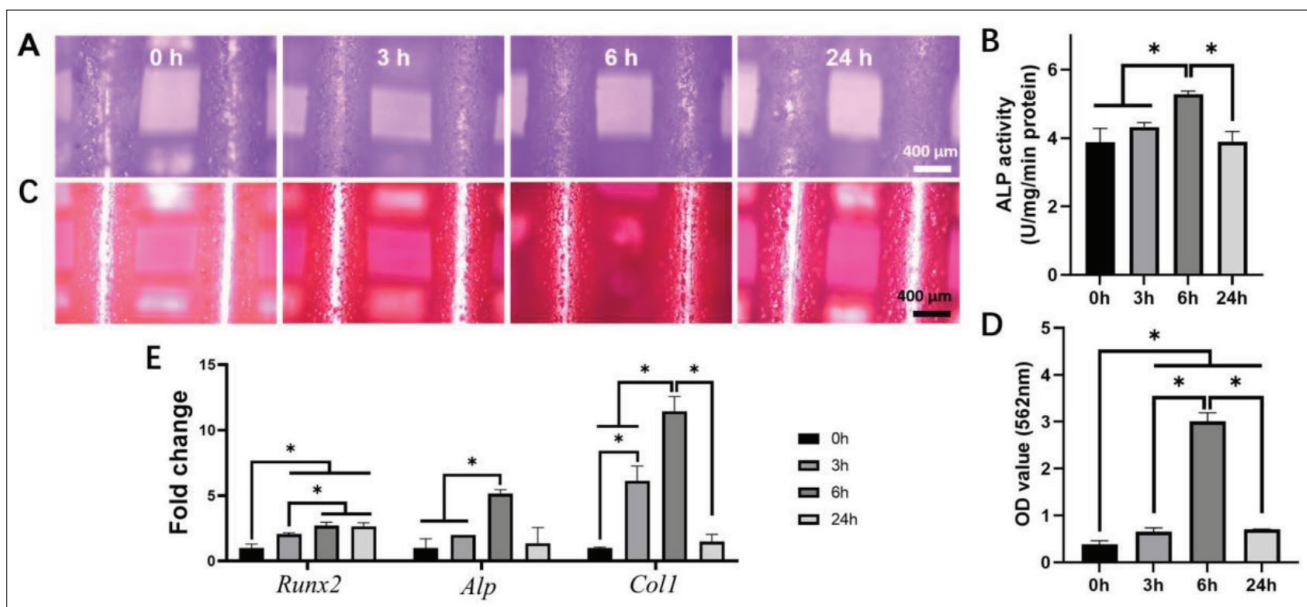 A
0 h
3 h
6 h
24 h
400 µm
C
400 µm
B
*
*
6
4
2
0
ALP activity
(U/mg/min protein)
0h
3h
6h
24h
D
*
*
*
5
4
3
2
1
0
OD value (562nm)
0h
3h
6h
24h
E
15
10
5
0
Fold change
*
*
*
*
*
*
Runx2
Alp
Col1
0h
3h
6h
24h